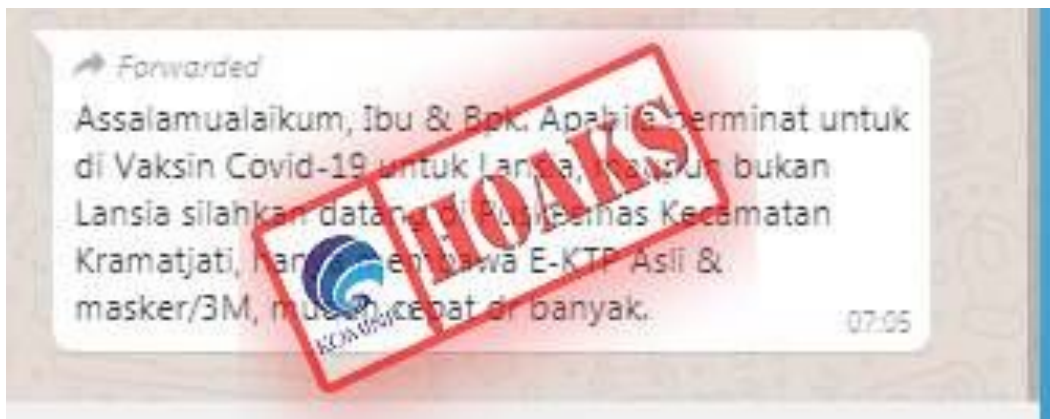 Forwarded
Assalamualaikum, Ibu & Bpk. Apabila berminat untuk
di Vaksin Covid-19 untuk Lansia, maupun bukan
Lansia silahkan datang di Puskesmas Kecamatan
Kramatjati, hanya membawa E-KTP Asli &
masker/3M, mudah cepat dr banyak.
07:05
HOAKS
KOMINFO